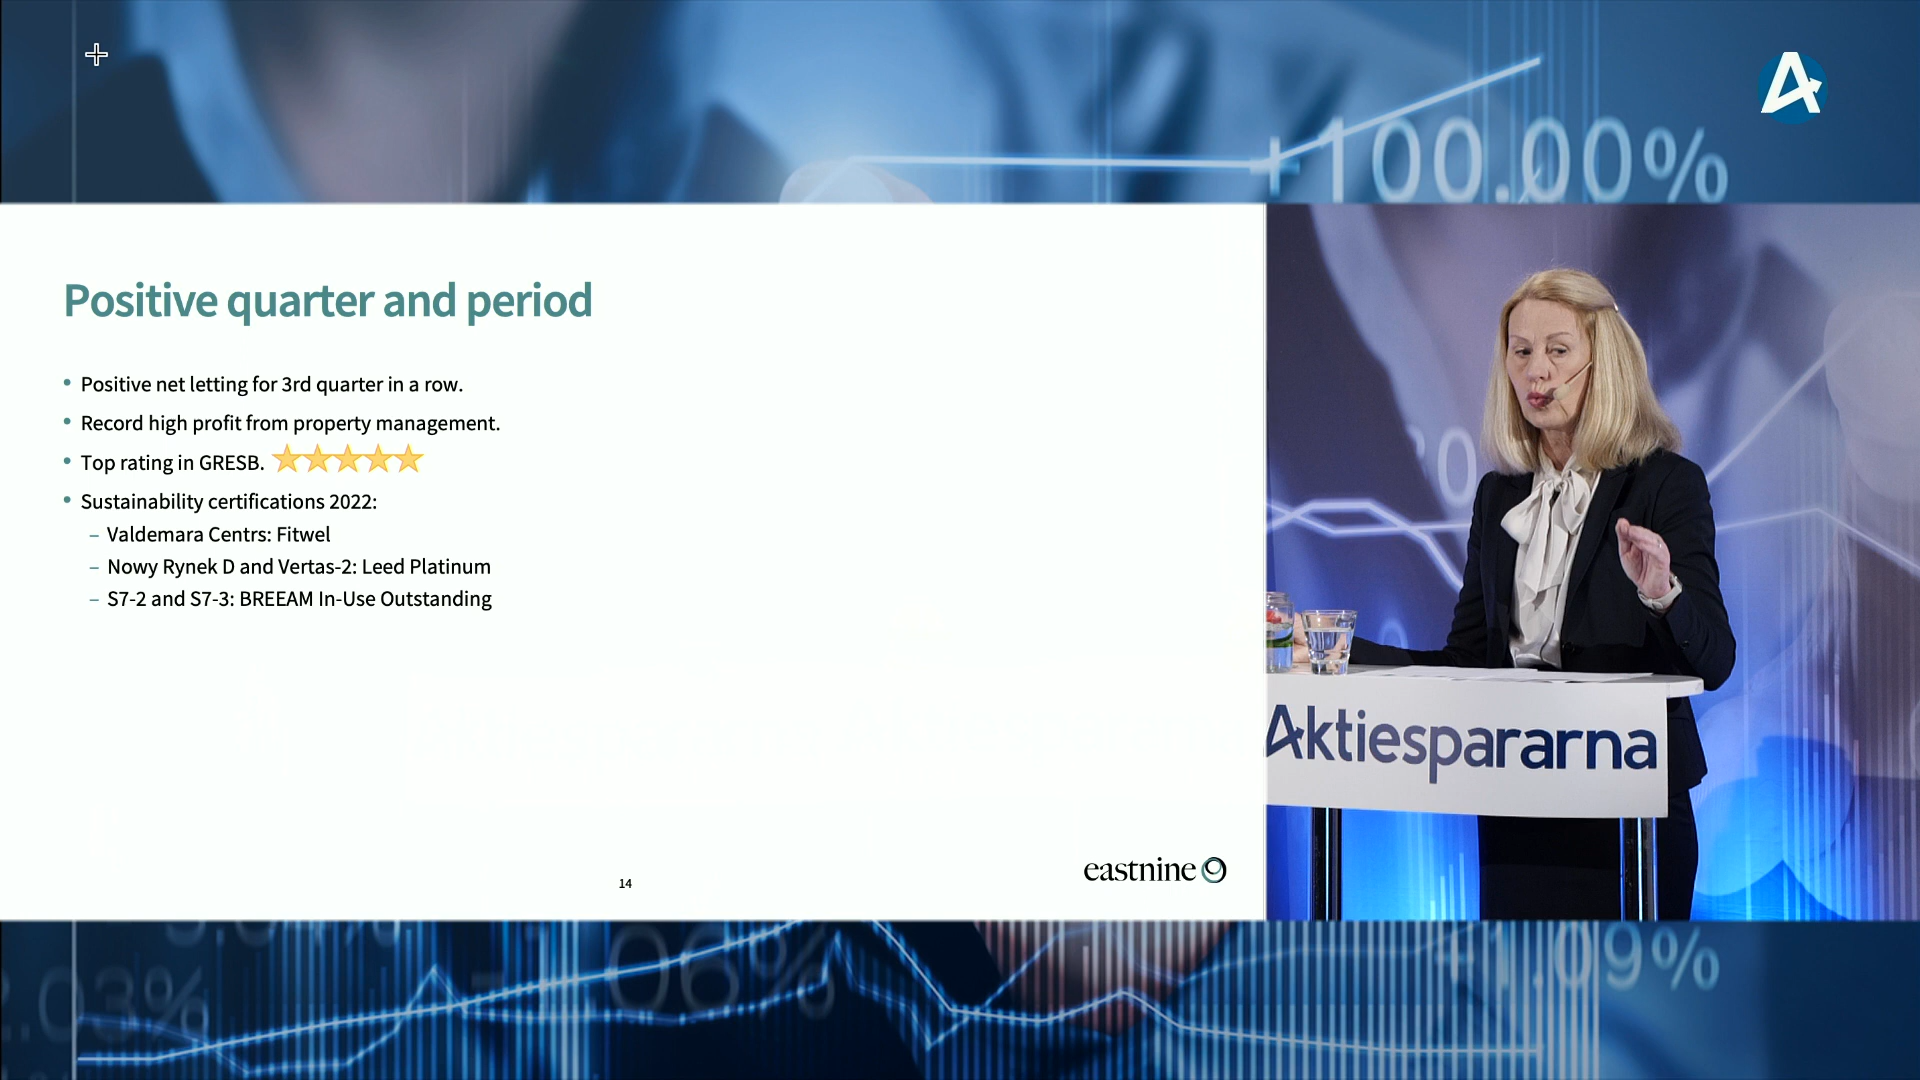 +100.00%
Positive quarter and period
• Positive net letting for 3rd quarter in a row.
• Record high profit from property management.
• Top rating in GRESB. ★★★★★
• Sustainability certifications 2022:
– Valdemara Centrs: Fitwel
– Nowy Rynek D and Vertas-2: Leed Platinum
– S7-2 and S7-3: BREEAM In-Use Outstanding
14
eastnine
Aktiespararna
+1.09%